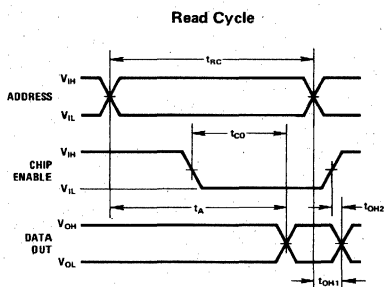 Read Cycle
tRC
VIH
ADDRESS
VIL
tCO
VIH
CHIP
ENABLE
VIL
tOH2
tA
VOH
DATA
OUT
VOL
tOH1